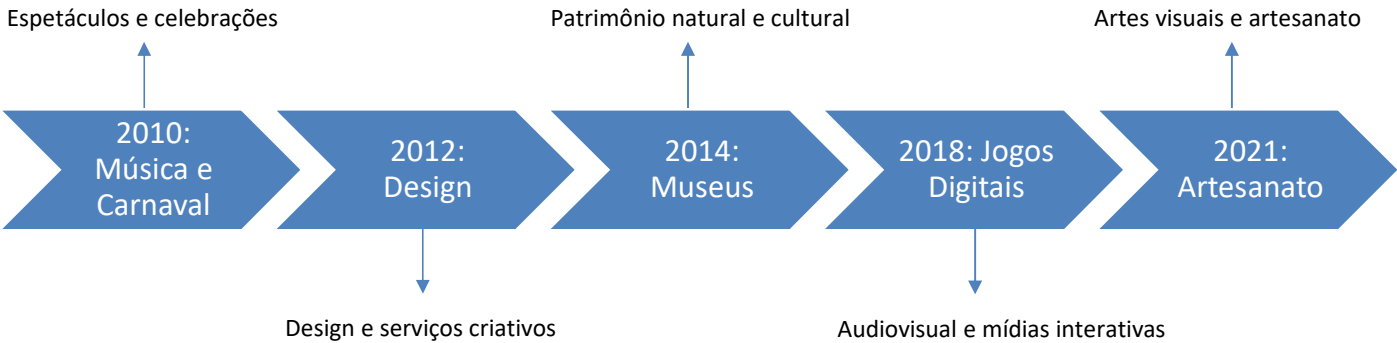 Espetáculos e celebrações
Patrimônio natural e cultural
Artes visuais e artesanato
2010:
Música e
Carnaval
2012:
Design
2014:
Museus
2018: Jogos
Digitais
2021:
Artesanato
Design e serviços criativos
Audiovisual e mídias interativas